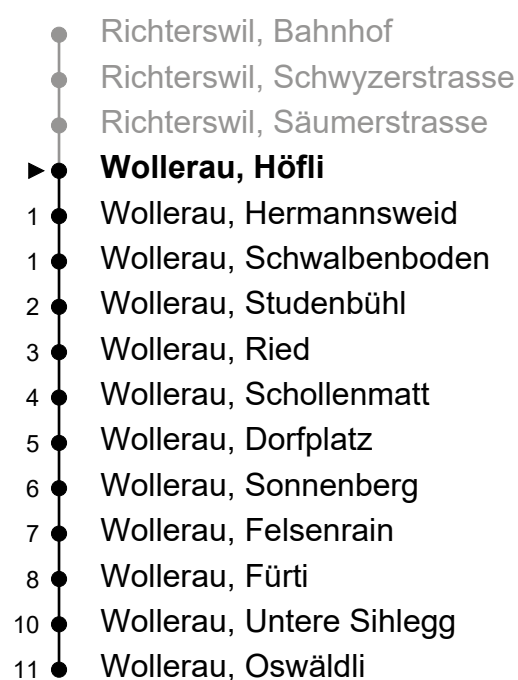 Richterswil, Bahnhof
Richterswil, Schwyzerstrasse
Richterswil, Säumerstrasse
Wollerau, Höfli
1 Wollerau, Hermannsweid
1 Wollerau, Schwalbenboden
2 Wollerau, Studenbühl
3 Wollerau, Ried
4 Wollerau, Schollenmatt
5 Wollerau, Dorfplatz
6 Wollerau, Sonnenberg
7 Wollerau, Felsenrain
8 Wollerau, Fürti
10 Wollerau, Untere Sihlegg
11 Wollerau, Oswäldli